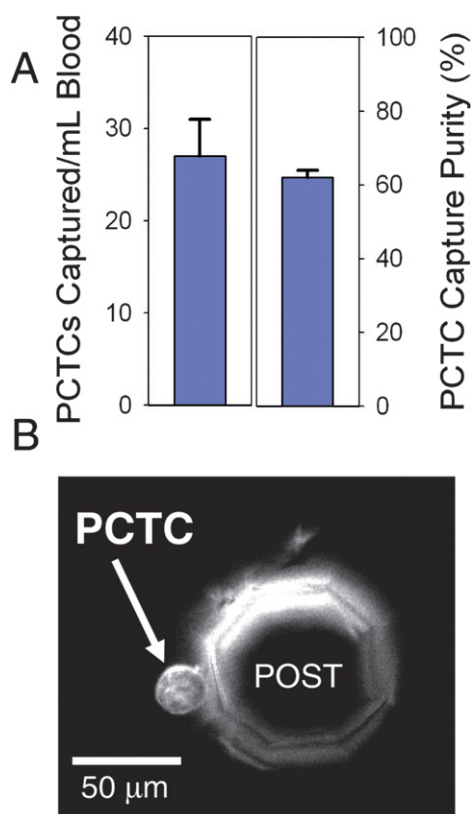 A
PCTCs Captured/mL Blood
40
30
20
10
0
100
80
60
40
20
0
PCTC Capture Purity (%)
B
PCTC
POST
50 μm